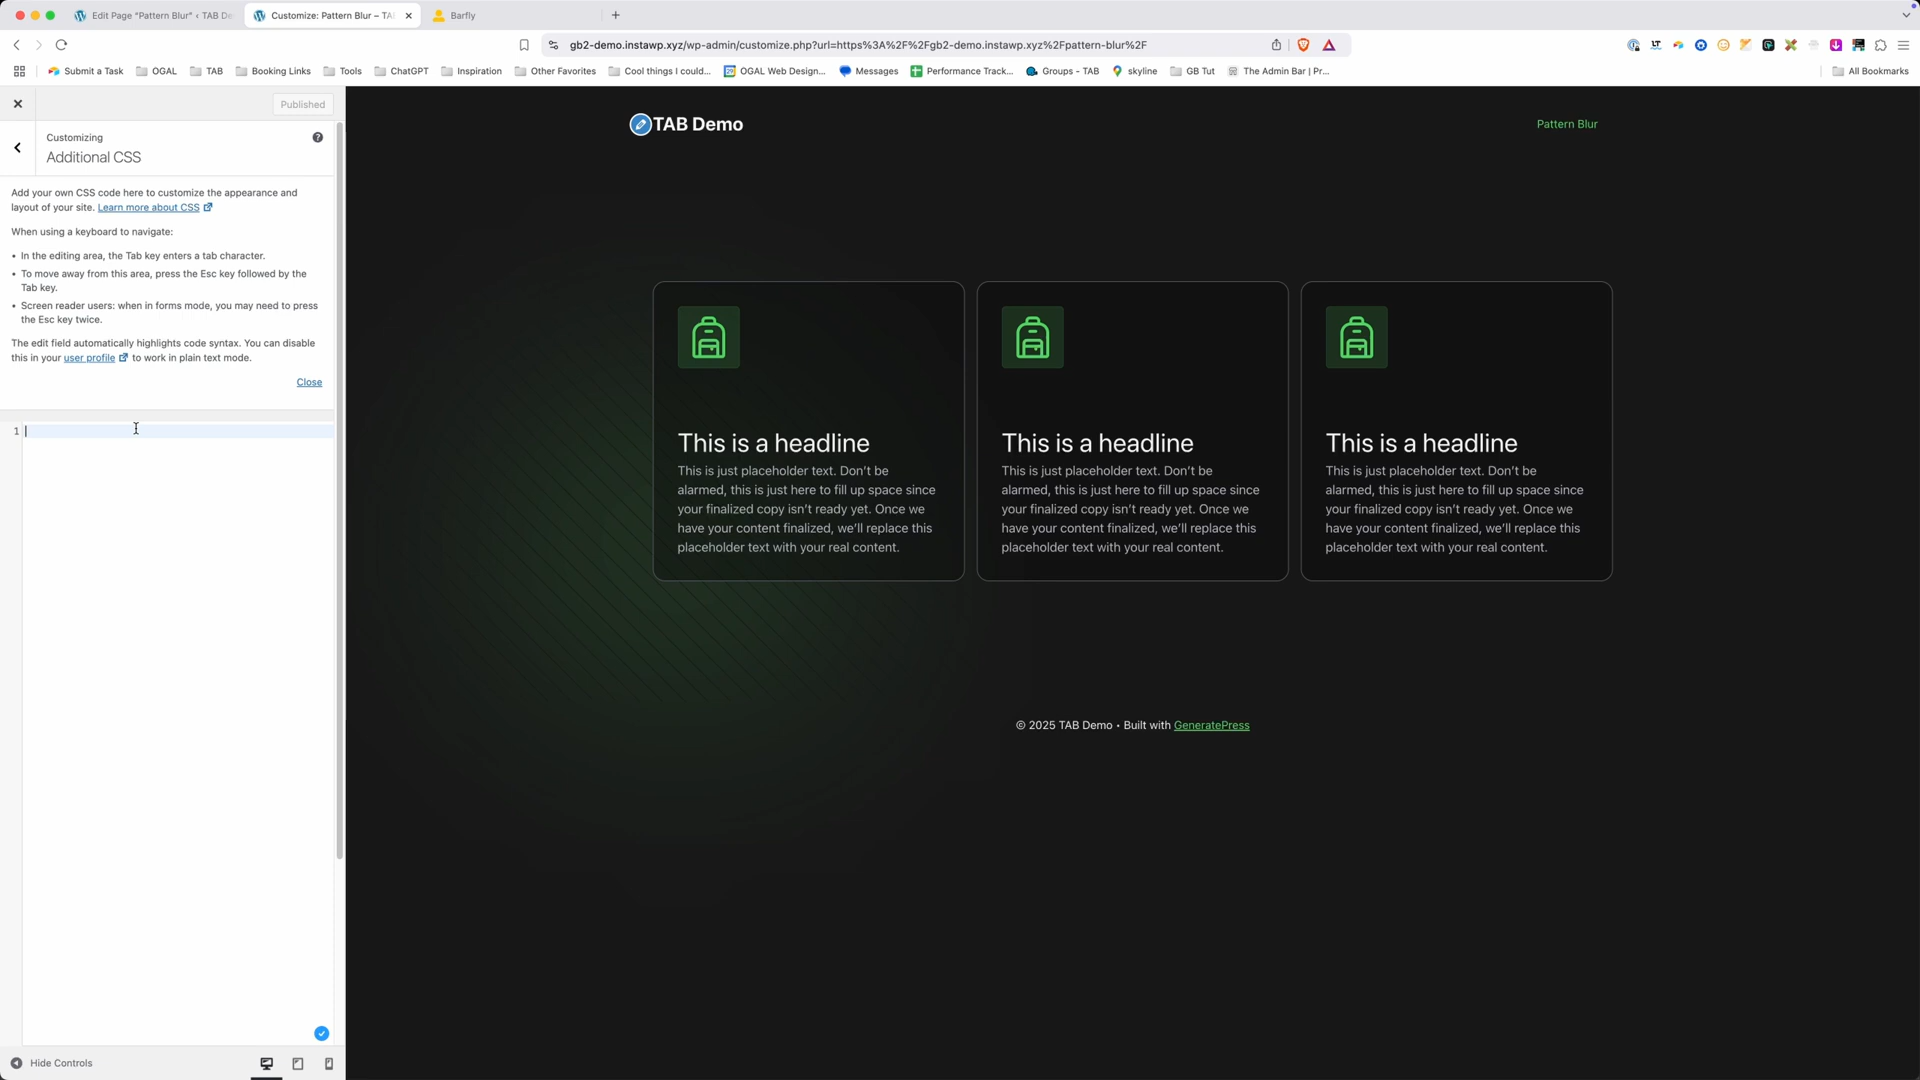 Edit Page "Pattern Blur" ‹ TAB De
Customize: Pattern Blur – TA
Barfly
gb2-demo.instawp.xyz/wp-admin/customize.php?url=https%3A%2F%2Fgb2-demo.instawp.xyz%2Fpattern-blur%2F
Submit a Task
OGAL
TAB
Booking Links
Tools
ChatGPT
Inspiration
Other Favorites
Cool things I could...
OGAL Web Design...
Messages
Performance Track...
Groups - TAB
skyline
GB Tut
The Admin Bar | Pr...
All Bookmarks
Published
Customizing
Additional CSS
Add your own CSS code here to customize the appearance and
layout of your site. Learn more about CSS
When using a keyboard to navigate:
• In the editing area, the Tab key enters a tab character.
• To move away from this area, press the Esc key followed by the
Tab key.
• Screen reader users: when in forms mode, you may need to press
the Esc key twice.
The edit field automatically highlights code syntax. You can disable
this in your user profile to work in plain text mode.
Close
1
Hide Controls
TAB Demo
Pattern Blur
This is a headline
This is just placeholder text. Don't be
alarmed, this is just here to fill up space since
your finalized copy isn't ready yet. Once we
have your content finalized, we'll replace this
placeholder text with your real content.
This is a headline
This is just placeholder text. Don't be
alarmed, this is just here to fill up space since
your finalized copy isn't ready yet. Once we
have your content finalized, we'll replace this
placeholder text with your real content.
This is a headline
This is just placeholder text. Don't be
alarmed, this is just here to fill up space since
your finalized copy isn't ready yet. Once we
have your content finalized, we'll replace this
placeholder text with your real content.
© 2025 TAB Demo • Built with GeneratePress